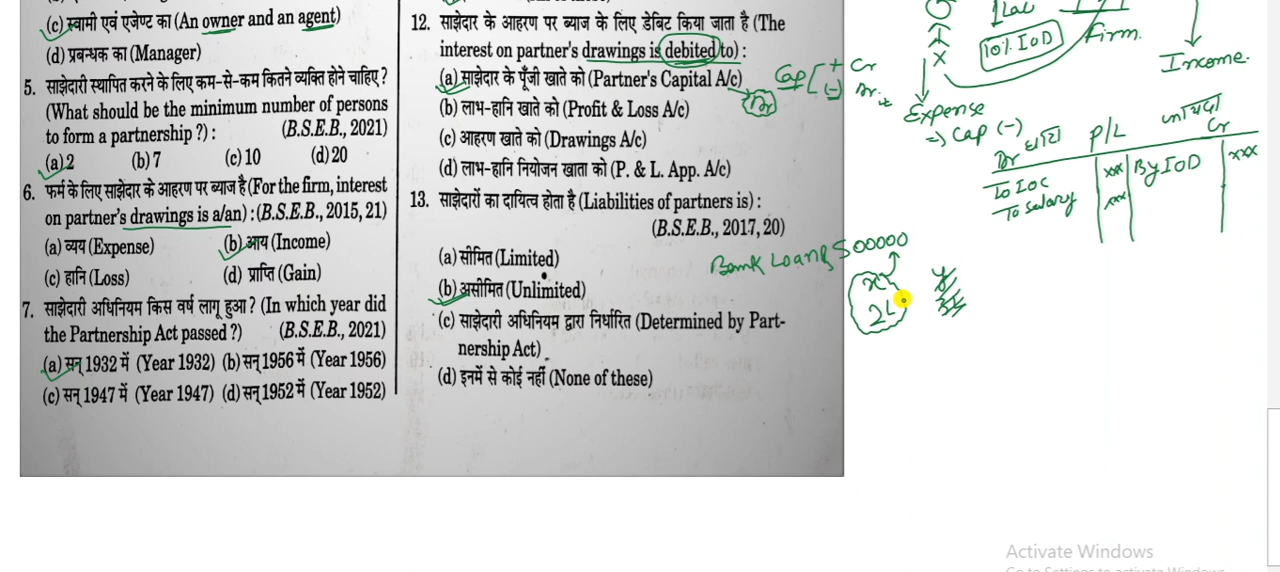 (c) स्वामी एवं एजेण्ट का (An owner and an agent)
(d) प्रबन्धक का (Manager)
5. साझेदारी स्थापित करने के लिए कम-से-कम कितने व्यक्ति होने चाहिए ?
(What should be the minimum number of persons
to form a partnership ?) : (B.S.E.B., 2021)
(a) 2 (b) 7 (c) 10 (d) 20
6. फर्म के लिए साझेदार के आहरण पर ब्याज है (For the firm, interest
on partner's drawings is a/an) : (B.S.E.B., 2015, 21)
(a) व्यय (Expense) (b) आय (Income)
(c) हानि (Loss) (d) प्राप्ति (Gain)
7. साझेदारी अधिनियम किस वर्ष लागू हुआ ? (In which year did
the Partnership Act passed ?) (B.S.E.B., 2021)
(a) सन् 1932 में (Year 1932) (b) सन् 1956 में (Year 1956)
(c) सन् 1947 में (Year 1947) (d) सन् 1952 में (Year 1952)
12. साझेदार के आहरण पर ब्याज के लिए डेबिट किया जाता है (The
interest on partner's drawings is debited to) :
(a) साझेदार के पूँजी खाते को (Partner's Capital A/c)
(b) लाभ-हानि खाते को (Profit & Loss A/c)
(c) आहरण खाते को (Drawings A/c)
(d) लाभ-हानि नियोजन खाता को (P. & L. App. A/c)
13. साझेदारों का दायित्व होता है (Liabilities of partners is) :
(B.S.E.B., 2017, 20)
(a) सीमित (Limited)
(b) असीमित (Unlimited)
(c) साझेदारी अधिनियम द्वारा निर्धारित (Determined by Part-
nership Act)
(d) इनमें से कोई नहीं (None of these)
Dr
Cap [ + Cr
(-) Dr.
1 Lac
10% IoD
Firm.
x
Income.
Expense
=> Cap (-)
Dr P/L Cr
To IOC xxx By IOD xxx
To Salary xxx
Bank Loan 500000
x y
2L
Activate Windows